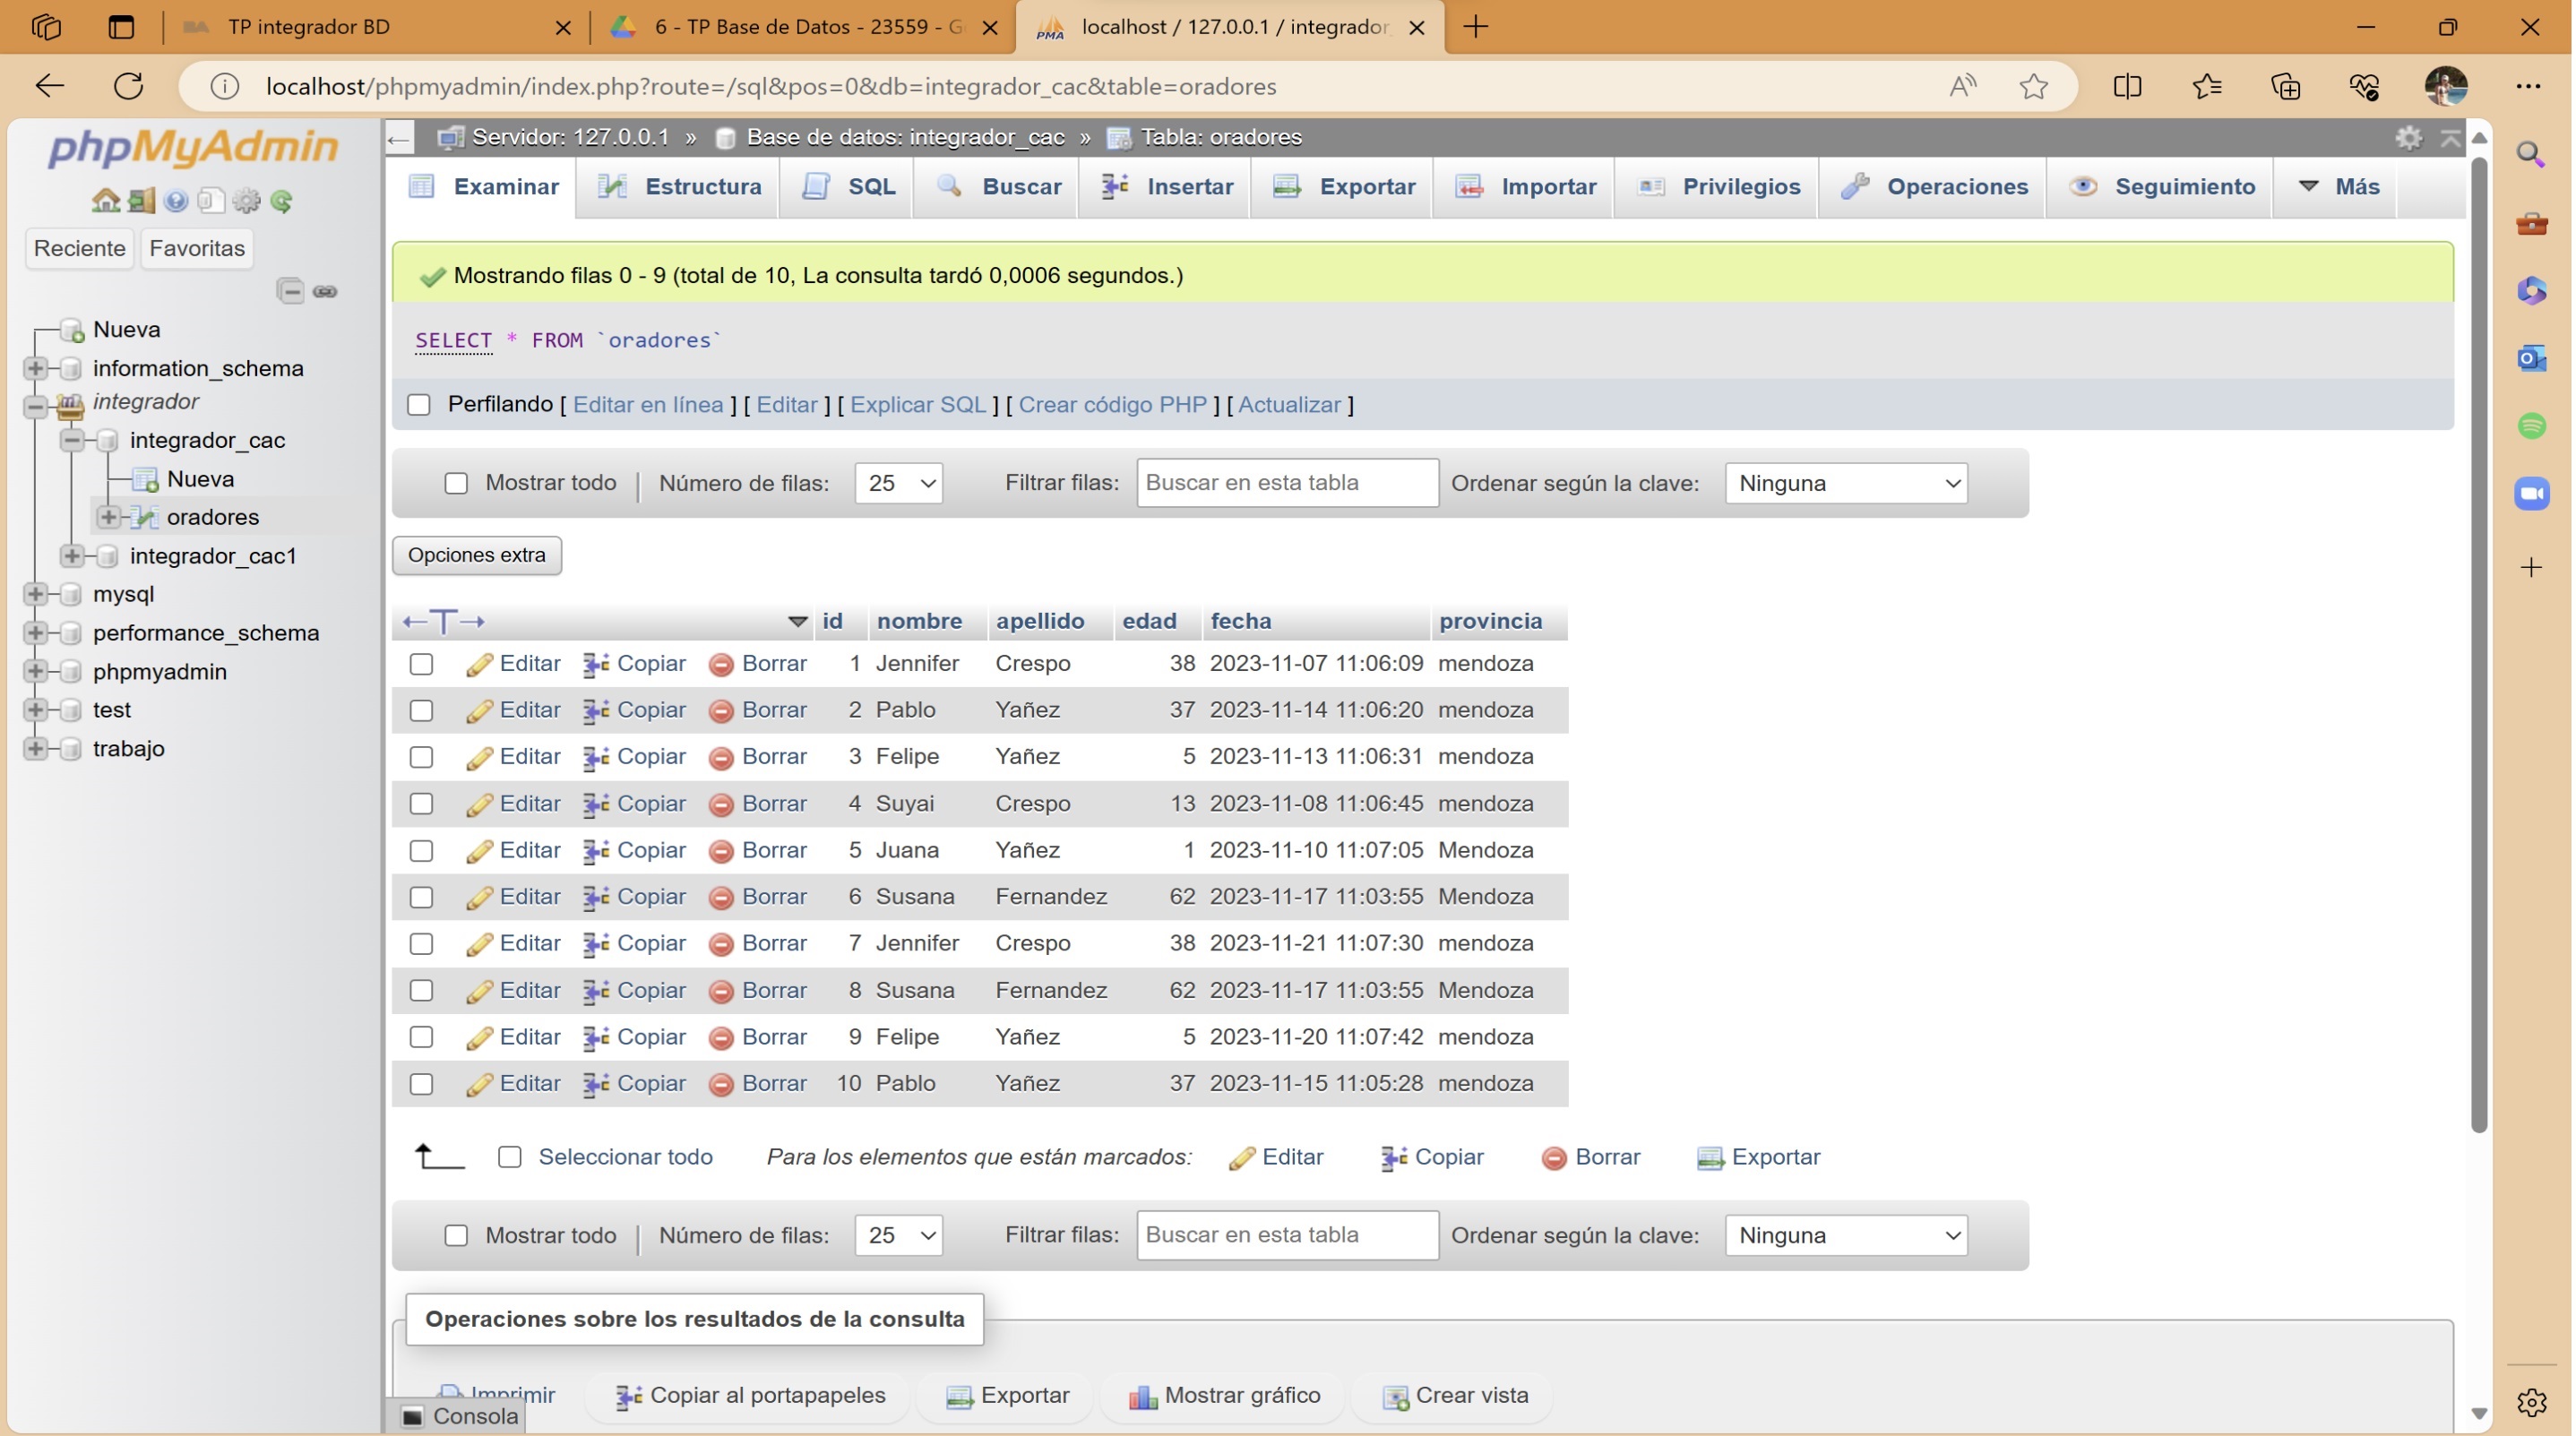 TP integrador BD
6 - TP Base de Datos - 23559 - G
PMA localhost / 127.0.0.1 / integrador_
localhost/phpmyadmin/index.php?route=/sql&pos=0&db=integrador_cac&table=oradores
phpMyAdmin
Reciente Favoritas
Nueva
information_schema
integrador
integrador_cac
Nueva
oradores
integrador_cac1
mysql
performance_schema
phpmyadmin
test
trabajo
Servidor: 127.0.0.1 » Base de datos: integrador_cac » Tabla: oradores
Examinar Estructura SQL Buscar Insertar Exportar Importar Privilegios Operaciones Seguimiento Más
Mostrando filas 0 - 9 (total de 10, La consulta tardó 0,0006 segundos.)
SELECT * FROM `oradores`
Perfilando [ Editar en línea ] [ Editar ] [ Explicar SQL ] [ Crear código PHP ] [ Actualizar ]
Mostrar todo | Número de filas: 25 Filtrar filas: Buscar en esta tabla Ordenar según la clave: Ninguna
Opciones extra
←T→ id nombre apellido edad fecha provincia
Editar Copiar Borrar 1 Jennifer Crespo 38 2023-11-07 11:06:09 mendoza
Editar Copiar Borrar 2 Pablo Yañez 37 2023-11-14 11:06:20 mendoza
Editar Copiar Borrar 3 Felipe Yañez 5 2023-11-13 11:06:31 mendoza
Editar Copiar Borrar 4 Suyai Crespo 13 2023-11-08 11:06:45 mendoza
Editar Copiar Borrar 5 Juana Yañez 1 2023-11-10 11:07:05 Mendoza
Editar Copiar Borrar 6 Susana Fernandez 62 2023-11-17 11:03:55 Mendoza
Editar Copiar Borrar 7 Jennifer Crespo 38 2023-11-21 11:07:30 mendoza
Editar Copiar Borrar 8 Susana Fernandez 62 2023-11-17 11:03:55 Mendoza
Editar Copiar Borrar 9 Felipe Yañez 5 2023-11-20 11:07:42 mendoza
Editar Copiar Borrar 10 Pablo Yañez 37 2023-11-15 11:05:28 mendoza
Seleccionar todo Para los elementos que están marcados: Editar Copiar Borrar Exportar
Mostrar todo | Número de filas: 25 Filtrar filas: Buscar en esta tabla Ordenar según la clave: Ninguna
Operaciones sobre los resultados de la consulta
Imprimir Copiar al portapapeles Exportar Mostrar gráfico Crear vista
Consola